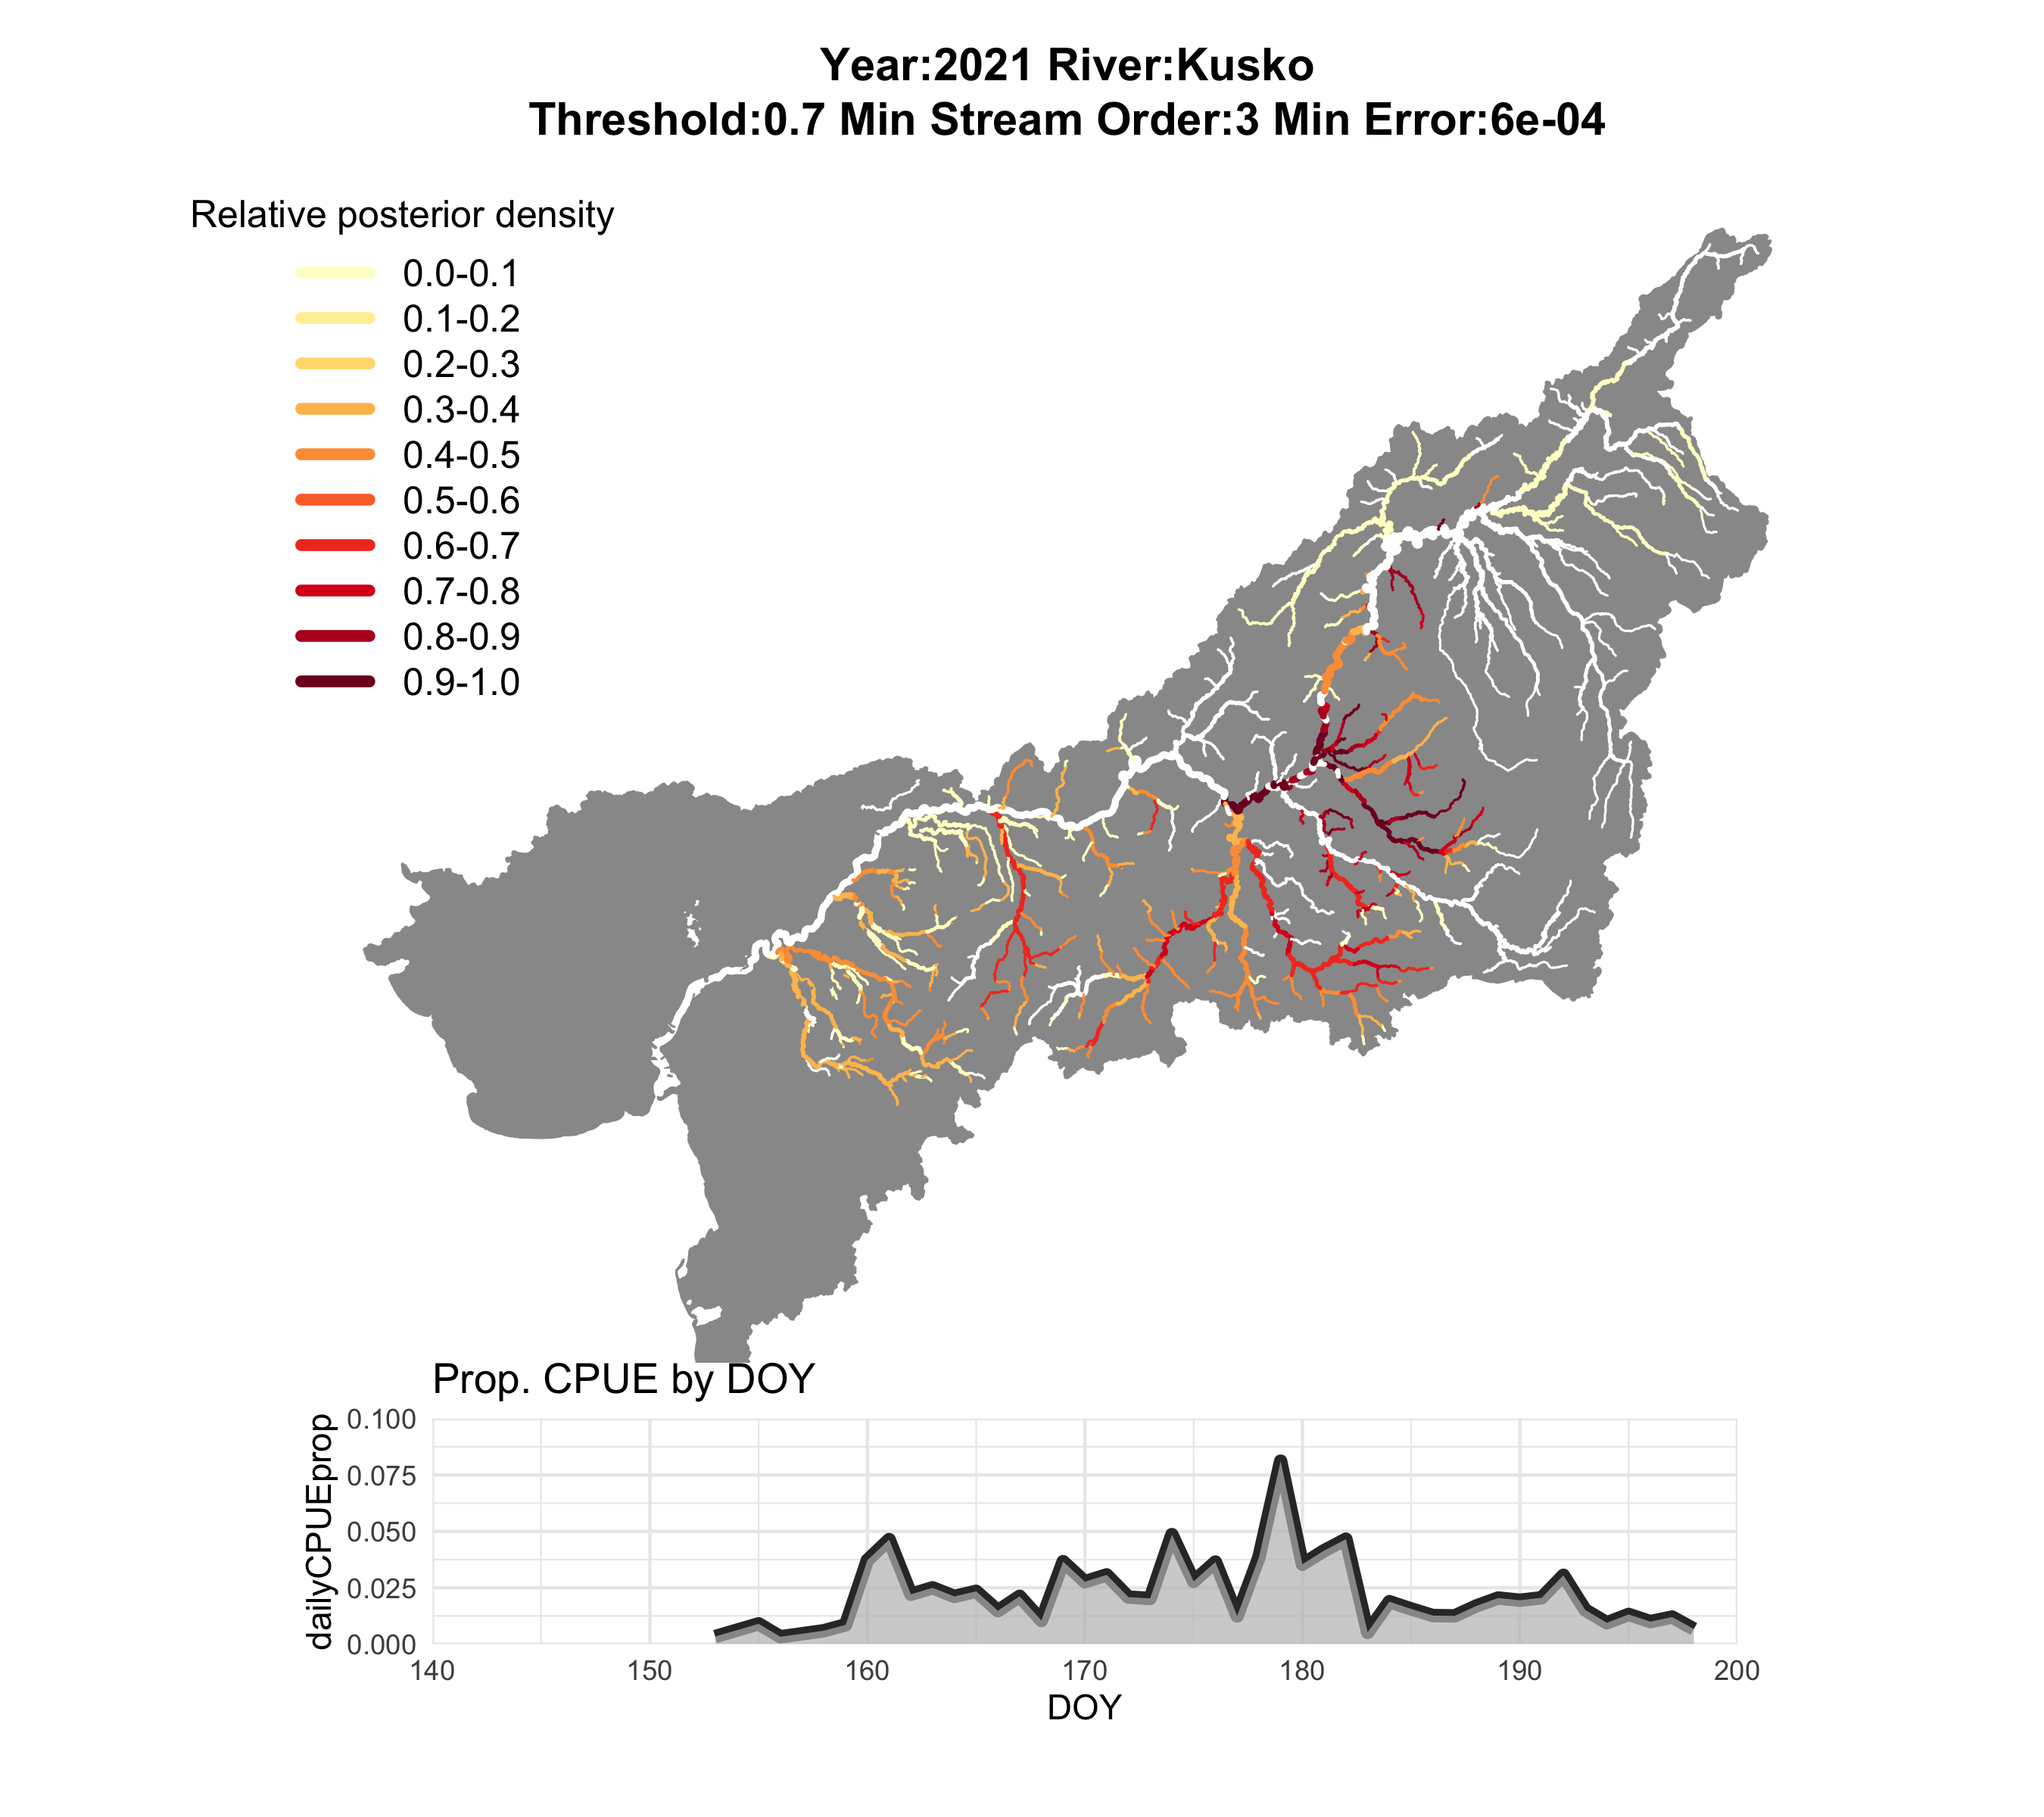 Year:2021 River:Kusko
Threshold:0.7 Min Stream Order:3 Min Error:6e-04
Relative posterior density
0.0-0.1
0.1-0.2
0.2-0.3
0.3-0.4
0.4-0.5
0.5-0.6
0.6-0.7
0.7-0.8
0.8-0.9
0.9-1.0
Prop. CPUE by DOY
dailyCPUEprop
0.100
0.075
0.050
0.025
0.000
140 150 160 170 180 190 200
DOY